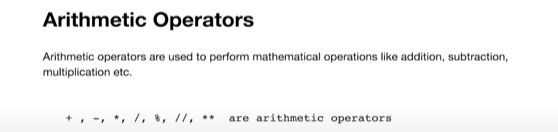 Arithmetic Operators
Arithmetic operators are used to perform mathematical operations like addition, subtraction,
multiplication etc.
+ , -, *, /, %, //, ** are arithmetic operators